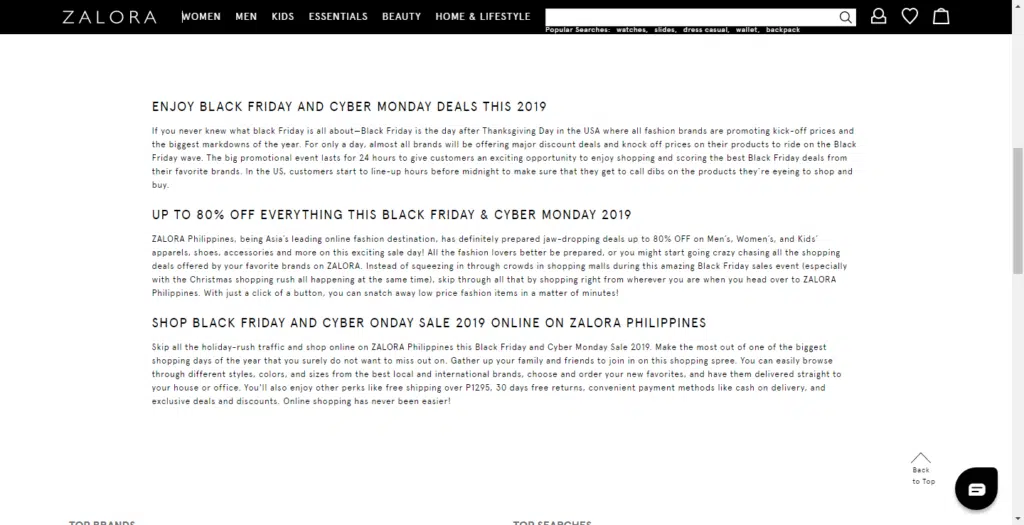 ZALORA WOMEN MEN KIDS ESSENTIALS BEAUTY HOME & LIFESTYLE
Popular Searches: watches, slides, dress casual, wallet, backpack
ENJOY BLACK FRIDAY AND CYBER MONDAY DEALS THIS 2019
If you never knew what black Friday is all about—Black Friday is the day after Thanksgiving Day in the USA where all fashion brands are promoting kick-off prices and
the biggest markdowns of the year. For only a day, almost all brands will be offering major discount deals and knock off prices on their products to ride on the Black
Friday wave. The big promotional event lasts for 24 hours to give customers an exciting opportunity to enjoy shopping and scoring the best Black Friday deals from
their favorite brands. In the US, customers start to line-up hours before midnight to make sure that they get to call dibs on the products they're eyeing to shop and
buy.
UP TO 80% OFF EVERYTHING THIS BLACK FRIDAY & CYBER MONDAY 2019
ZALORA Philippines, being Asia's leading online fashion destination, has definitely prepared jaw-dropping deals up to 80% OFF on Men's, Women's, and Kids'
apparels, shoes, accessories and more on this exciting sale day! All the fashion lovers better be prepared, or you might start going crazy chasing all the shopping
deals offered by your favorite brands on ZALORA. Instead of squeezing in through crowds in shopping malls during this amazing Black Friday sales event (especially
with the Christmas shopping rush all happening at the same time), skip through all that by shopping right from wherever you are when you head over to ZALORA
Philippines. With just a click of a button, you can snatch away low price fashion items in a matter of minutes!
SHOP BLACK FRIDAY AND CYBER ONDAY SALE 2019 ONLINE ON ZALORA PHILIPPINES
Skip all the holiday-rush traffic and shop online on ZALORA Philippines this Black Friday and Cyber Monday Sale 2019. Make the most out of one of the biggest
shopping days of the year that you surely do not want to miss out on. Gather up your family and friends to join in on this shopping spree. You can easily browse
through different styles, colors, and sizes from the best local and international brands, choose and order your new favorites, and have them delivered straight to
your house or office. You'll also enjoy other perks like free shipping over P1295, 30 days free returns, convenient payment methods like cash on delivery, and
exclusive deals and discounts. Online shopping has never been easier!
Back
to Top
TOP BRANDS TOP SEARCHES